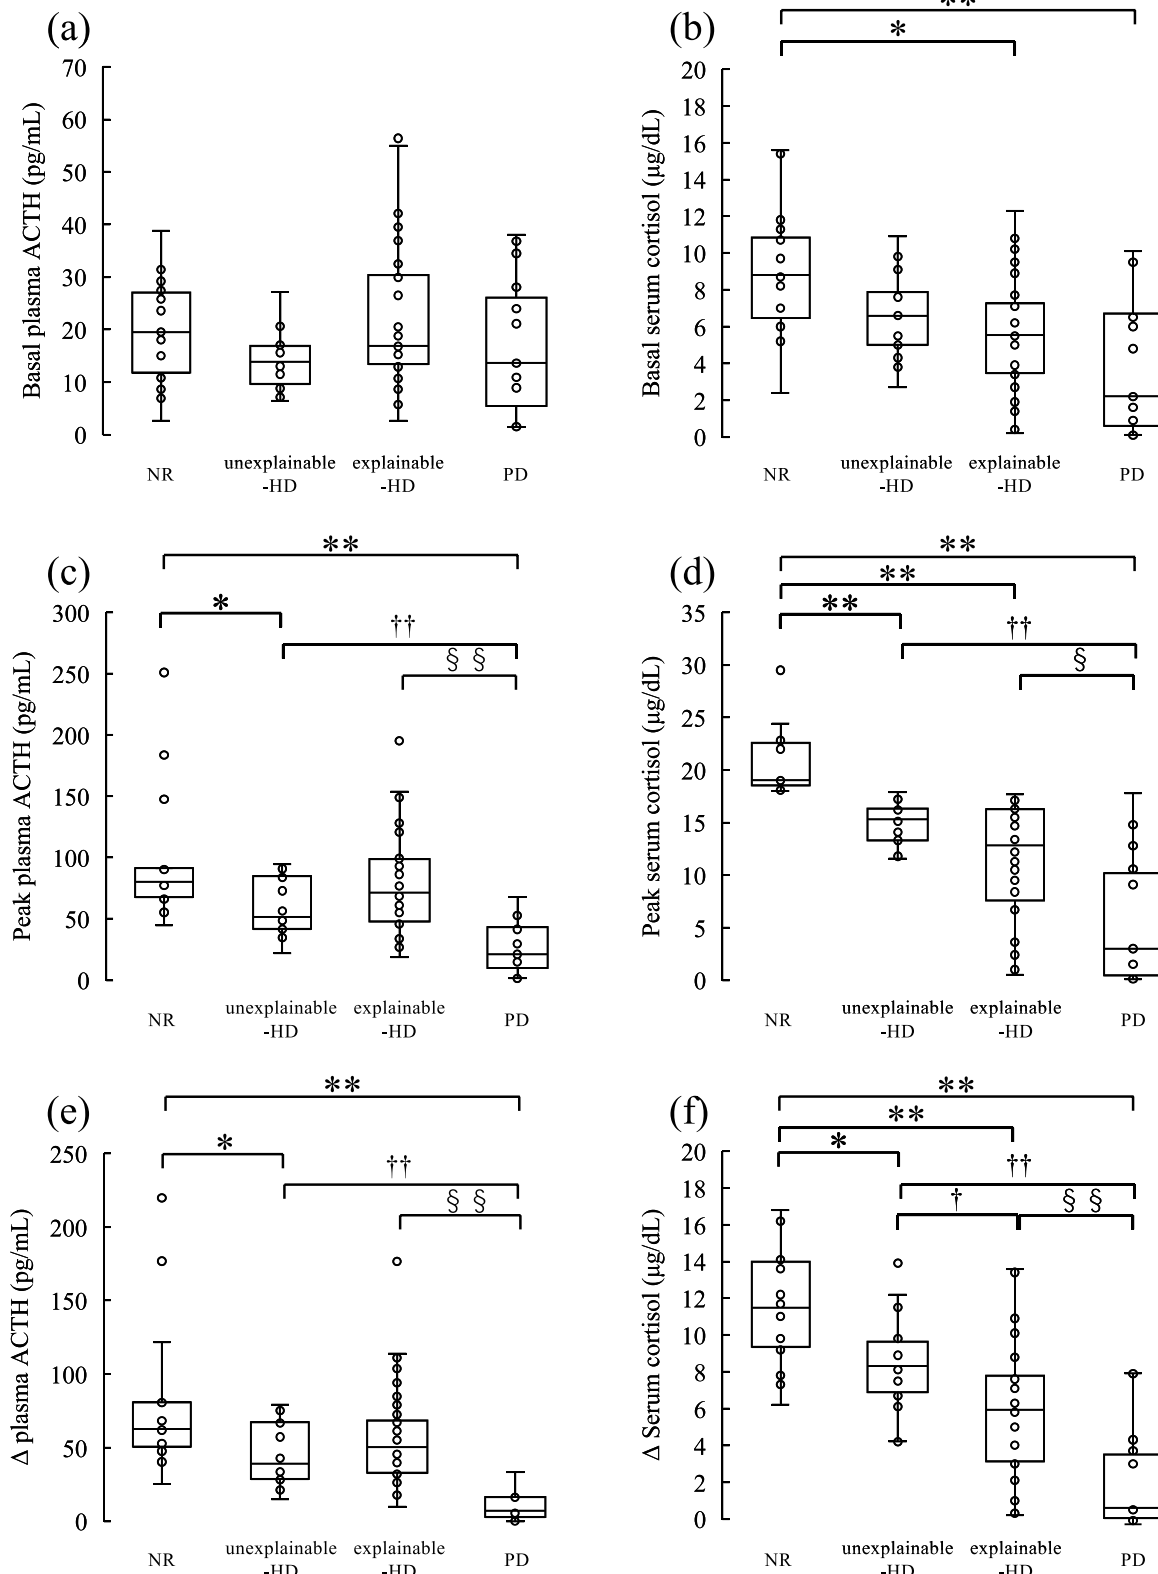 (a)
Basal plasma ACTH (pg/mL)
70
60
50
40
30
20
10
0
NR
unexplainable
-HD
explainable
-HD
PD
(b)
**
*
Basal serum cortisol (µg/dL)
20
18
16
14
12
10
8
6
4
2
0
NR
unexplainable
-HD
explainable
-HD
PD
(c)
**
*
††
§ §
Peak plasma ACTH (pg/mL)
300
250
200
150
100
50
0
NR
unexplainable
-HD
explainable
-HD
PD
(d)
**
**
**
††
§
Peak serum cortisol (µg/dL)
35
30
25
20
15
10
5
0
NR
unexplainable
-HD
explainable
-HD
PD
(e)
**
*
††
§ §
Δ plasma ACTH (pg/mL)
250
200
150
100
50
0
NR
unexplainable
-HD
explainable
-HD
PD
(f)
**
**
*
††
†
§ §
Δ Serum cortisol (µg/dL)
20
18
16
14
12
10
8
6
4
2
0
NR
unexplainable
-HD
explainable
-HD
PD